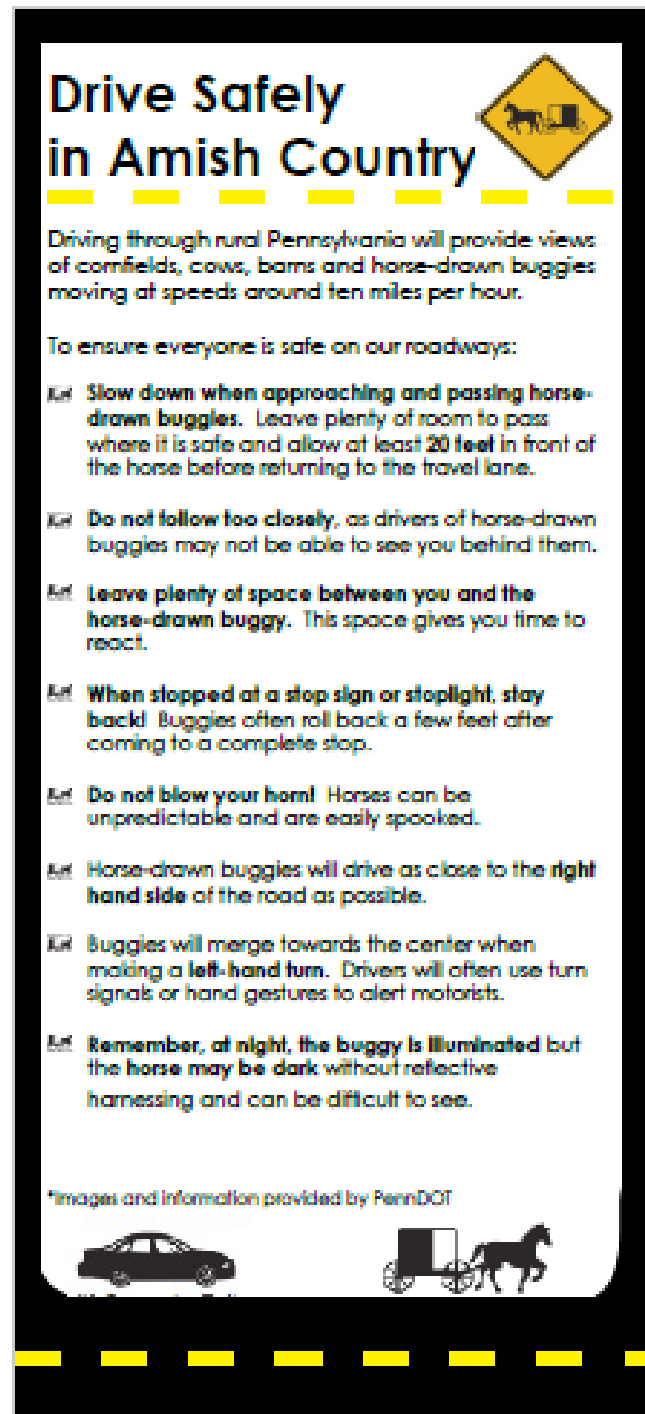 Drive Safely
in Amish Country
Driving through rural Pennsylvania will provide views
of cornfields, cows, barns and horse-drawn buggies
moving at speeds around ten miles per hour.
To ensure everyone is safe on our roadways:
Slow down when approaching and passing horse-
drawn buggies. Leave plenty of room to pass
where it is safe and allow at least 20 feet in front of
the horse before returning to the travel lane.
Do not follow too closely, as drivers of horse-drawn
buggies may not be able to see you behind them.
Leave plenty of space between you and the
horse-drawn buggy. This space gives you time to
react.
When stopped at a stop sign or stoplight, stay
back! Buggies often roll back a few feet after
coming to a complete stop.
Do not blow your horn! Horses can be
unpredictable and are easily spooked.
Horse-drawn buggies will drive as close to the right
hand side of the road as possible.
Buggies will merge towards the center when
making a left-hand turn. Drivers will often use turn
signals or hand gestures to alert motorists.
Remember, at night, the buggy is illuminated but
the horse may be dark without reflective
harnessing and can be difficult to see.
*Images and information provided by PennDOT